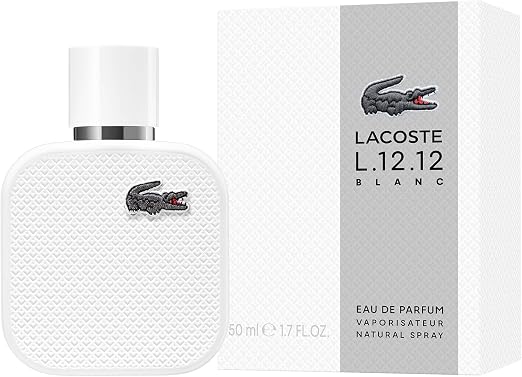 LACOSTE
L.12.12
BLANC
EAU DE PARFUM
VAPORISATEUR
NATURAL SPRAY
50 ml ℮ 1.7 FL.OZ.